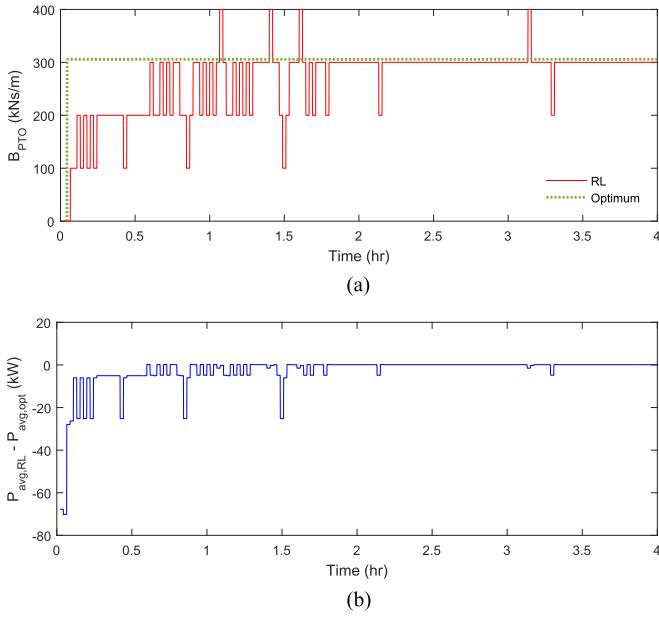 400
300
200
100
0
B_PTO (kNs/m)
RL
Optimum
0 0.5 1 1.5 2 2.5 3 3.5 4
Time (hr)
(a)
20
0
-20
-40
-60
-80
P_avg,RL - P_avg,opt (kW)
0 0.5 1 1.5 2 2.5 3 3.5 4
Time (hr)
(b)